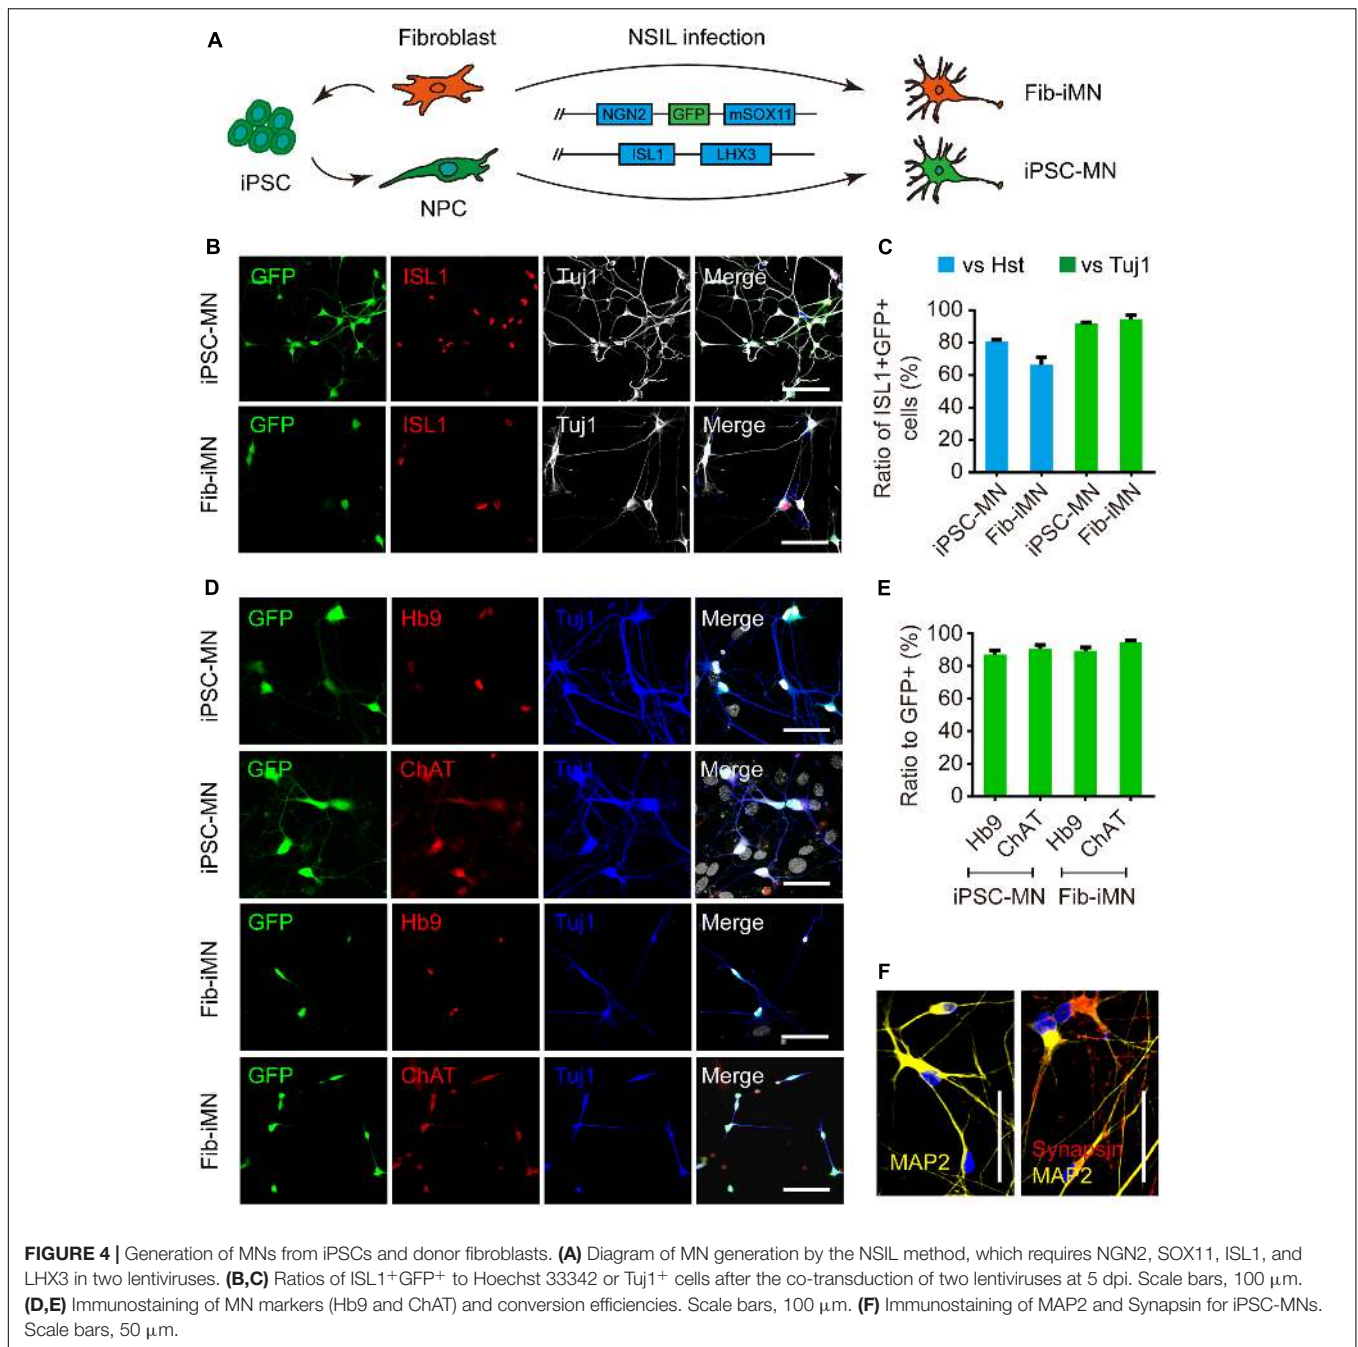 A
Fibroblast
NSIL infection
iPSC
NPC
NGN2
GFP
mSOX11
ISL1
LHX3
Fib-iMN
iPSC-MN
B
iPSC-MN
GFP
ISL1
Tuj1
Merge
Fib-iMN
GFP
ISL1
Tuj1
Merge
C
vs Hst
vs Tuj1
Ratio of ISL1+GFP+
cells (%)
100
80
60
40
20
0
iPSC-MN
Fib-iMN
iPSC-MN
Fib-iMN
D
iPSC-MN
GFP
Hb9
Tuj1
Merge
iPSC-MN
GFP
ChAT
Tuj1
Merge
Fib-iMN
GFP
Hb9
Tuj1
Merge
Fib-iMN
GFP
ChAT
Tuj1
Merge
E
Ratio to GFP+ (%)
100
80
60
40
20
0
Hb9
ChAT
Hb9
ChAT
iPSC-MN
Fib-iMN
F
MAP2
Synapsin
MAP2
FIGURE 4 | Generation of MNs from iPSCs and donor fibroblasts. (A) Diagram of MN generation by the NSIL method, which requires NGN2, SOX11, ISL1, and
LHX3 in two lentiviruses. (B,C) Ratios of ISL1+GFP+ to Hoechst 33342 or Tuj1+ cells after the co-transduction of two lentiviruses at 5 dpi. Scale bars, 100 μm.
(D,E) Immunostaining of MN markers (Hb9 and ChAT) and conversion efficiencies. Scale bars, 100 μm. (F) Immunostaining of MAP2 and Synapsin for iPSC-MNs.
Scale bars, 50 μm.